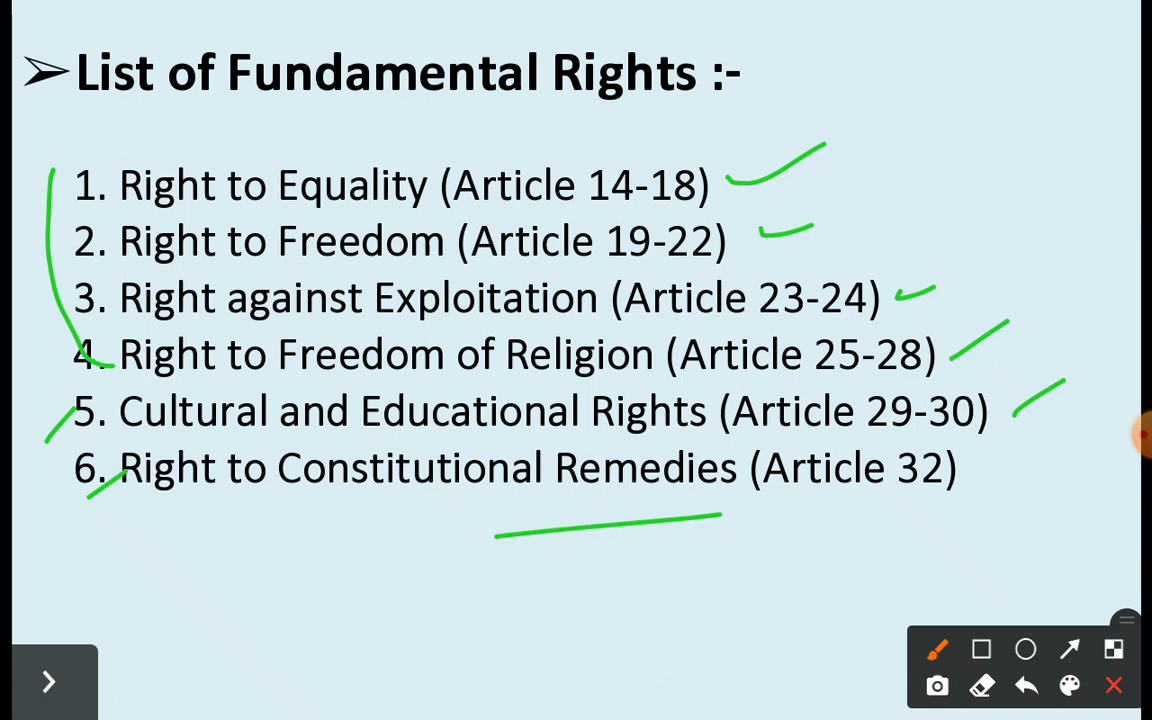 ➢ List of Fundamental Rights :-
1. Right to Equality (Article 14-18)
2. Right to Freedom (Article 19-22)
3. Right against Exploitation (Article 23-24)
4. Right to Freedom of Religion (Article 25-28)
5. Cultural and Educational Rights (Article 29-30)
6. Right to Constitutional Remedies (Article 32)